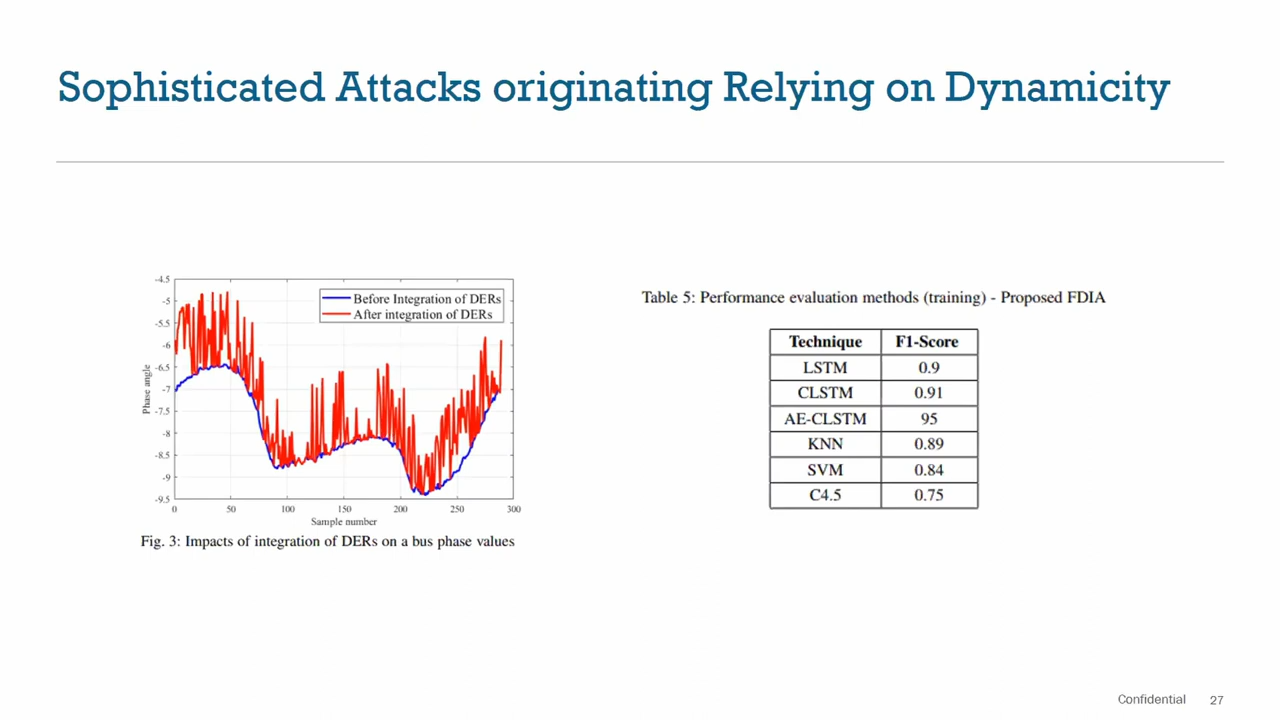 Sophisticated Attacks originating Relying on Dynamicity
-4.5
-5
-5.5
-6
-6.5
-7
-7.5
-8
-8.5
-9
-9.5
Phase angle
Before Integration of DERs
After integration of DERs
0 50 100 150 200 250 300
Sample number
Fig. 3: Impacts of integration of DERs on a bus phase values
Table 5: Performance evaluation methods (training) - Proposed FDIA
Technique F1-Score
LSTM 0.9
CLSTM 0.91
AE-CLSTM 95
KNN 0.89
SVM 0.84
C4.5 0.75
Confidential 27